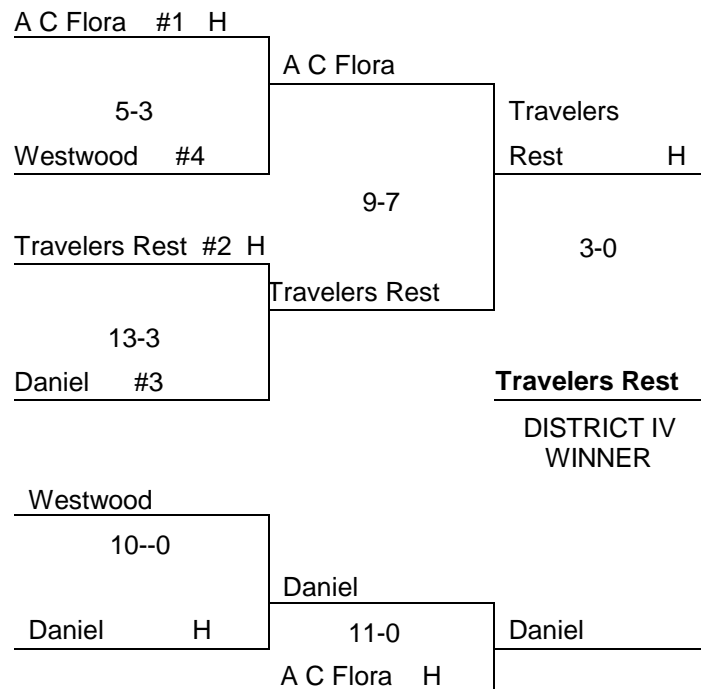 A C Flora #1 H
A C Flora
5-3
Travelers
Westwood #4
Rest H
9-7
Travelers Rest #2 H
3-0
Travelers Rest
13-3
Daniel #3
Travelers Rest
DISTRICT IV
WINNER
Westwood
10--0
Daniel
Daniel H
11-0
Daniel
A C Flora H